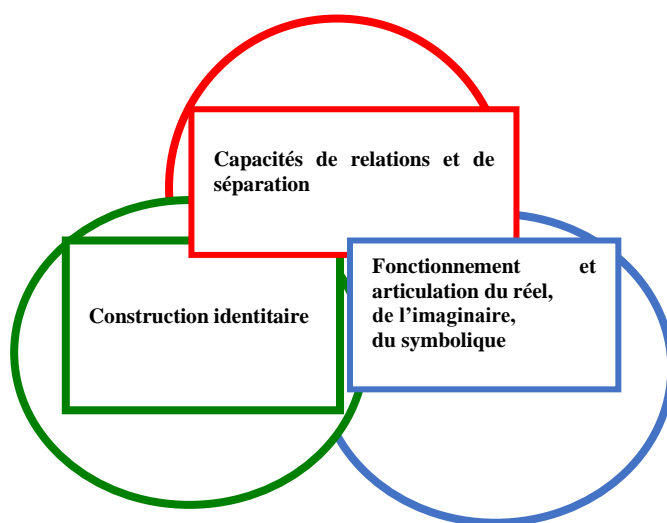 Capacités de relations et de
séparation
Fonctionnement et
articulation du réel,
de l’imaginaire,
du symbolique
Construction identitaire